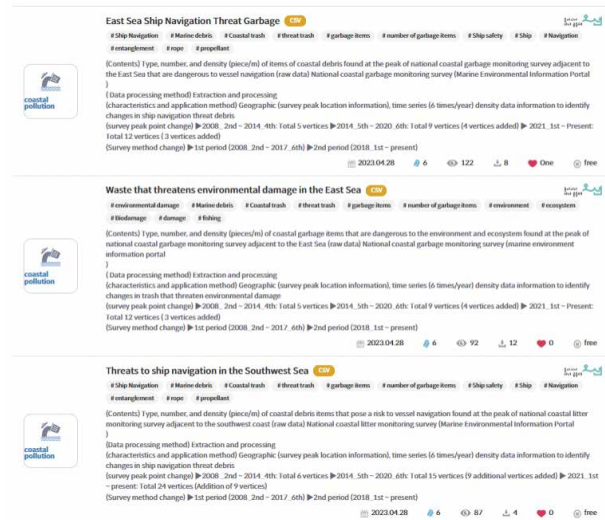 East Sea Ship Navigation Threat Garbage CSV
# Ship Navigation # Marine debris # Coastal trash # threat trash # garbage items # number of garbage items # Ship safety # Ship # Navigation
# entanglement # rope # propellant
(Contents) Type, number, and density (piece/m) of items of coastal debris found at the peak of national coastal garbage monitoring survey adjacent to
the East Sea that are dangerous to vessel navigation (raw data) National coastal garbage monitoring survey (Marine Environmental Information Portal
)
( Data processing method) Extraction and processing
(characteristics and application method) Geographic (survey peak location information), time series (6 times/year) density data information to identify
changes in ship navigation threat debris
(survey peak point change) ▶2008_2nd ~ 2014_4th: Total 5 vertices ▶2014_5th ~ 2020_6th: Total 9 vertices (4 vertices added) ▶ 2021_1st ~ Present:
Total 12 vertices ( 3 vertices added)
(Survey method change) ▶1st period (2008_2nd ~ 2017_6th) ▶2nd period (2018_1st ~ present)
coastal
pollution
2023.04.28 6 122 8 One free
Waste that threatens environmental damage in the East Sea CSV
# environmental damage # Marine debris # Coastal trash # threat trash # garbage items # number of garbage items # environment # ecosystem
# Biodamage # damage # fishing
(Contents) Type, number, and density (pieces/m) of coastal garbage items that are dangerous to the environment and ecosystem found at the peak of
national coastal garbage monitoring survey adjacent to the East Sea (raw data) National coastal garbage monitoring survey (marine environment
information portal
)
( Data processing method) Extraction and processing
(characteristics and application method) Geographic (survey peak location information), time series (6 times/year) density data information to identify
changes in trash that threaten environmental damage
(survey peak point change) ▶2008_2nd ~ 2014_4th: Total 5 vertices ▶2014_5th ~ 2020_6th: Total 9 vertices (4 vertices added) ▶ 2021_1st ~ Present:
Total 12 vertices ( 3 vertices added)
(Survey method change) ▶1st period (2008_2nd ~ 2017_6th) ▶2nd period (2018_1st ~ present)
coastal
pollution
2023.04.28 6 92 12 0 free
Threats to ship navigation in the Southwest Sea CSV
# Ship Navigation # Marine debris # Coastal trash # threat trash # garbage items # number of garbage items # Ship safety # Ship # Navigation
# entanglement # rope # propellant
(Contents) Type, number, and density (piece/m) of coastal debris items that pose a risk to vessel navigation found at the peak of national coastal litter
monitoring survey adjacent to the southwest coast (raw data) National coastal litter monitoring survey (Marine Environmental Information Portal
)
(Data processing method) Extraction and processing
(characteristics and application method) Geographic (survey peak location information), time series (6 times/year) density data information to identify
changes in ship navigation threat debris
(survey peak point change) ▶2008_2nd ~ 2014_4th: Total 6 vertices ▶2014_5th ~ 2020_6th: Total 15 vertices (9 additional vertices added) ▶ 2021_1st
~ present: Total 24 vertices (Addition of 9 vertices)
(Survey method change) ▶1st period (2008_2nd ~ 2017_6th) ▶2nd period (2018_1st ~ present)
coastal
pollution
2023.04.28 6 87 4 0 free